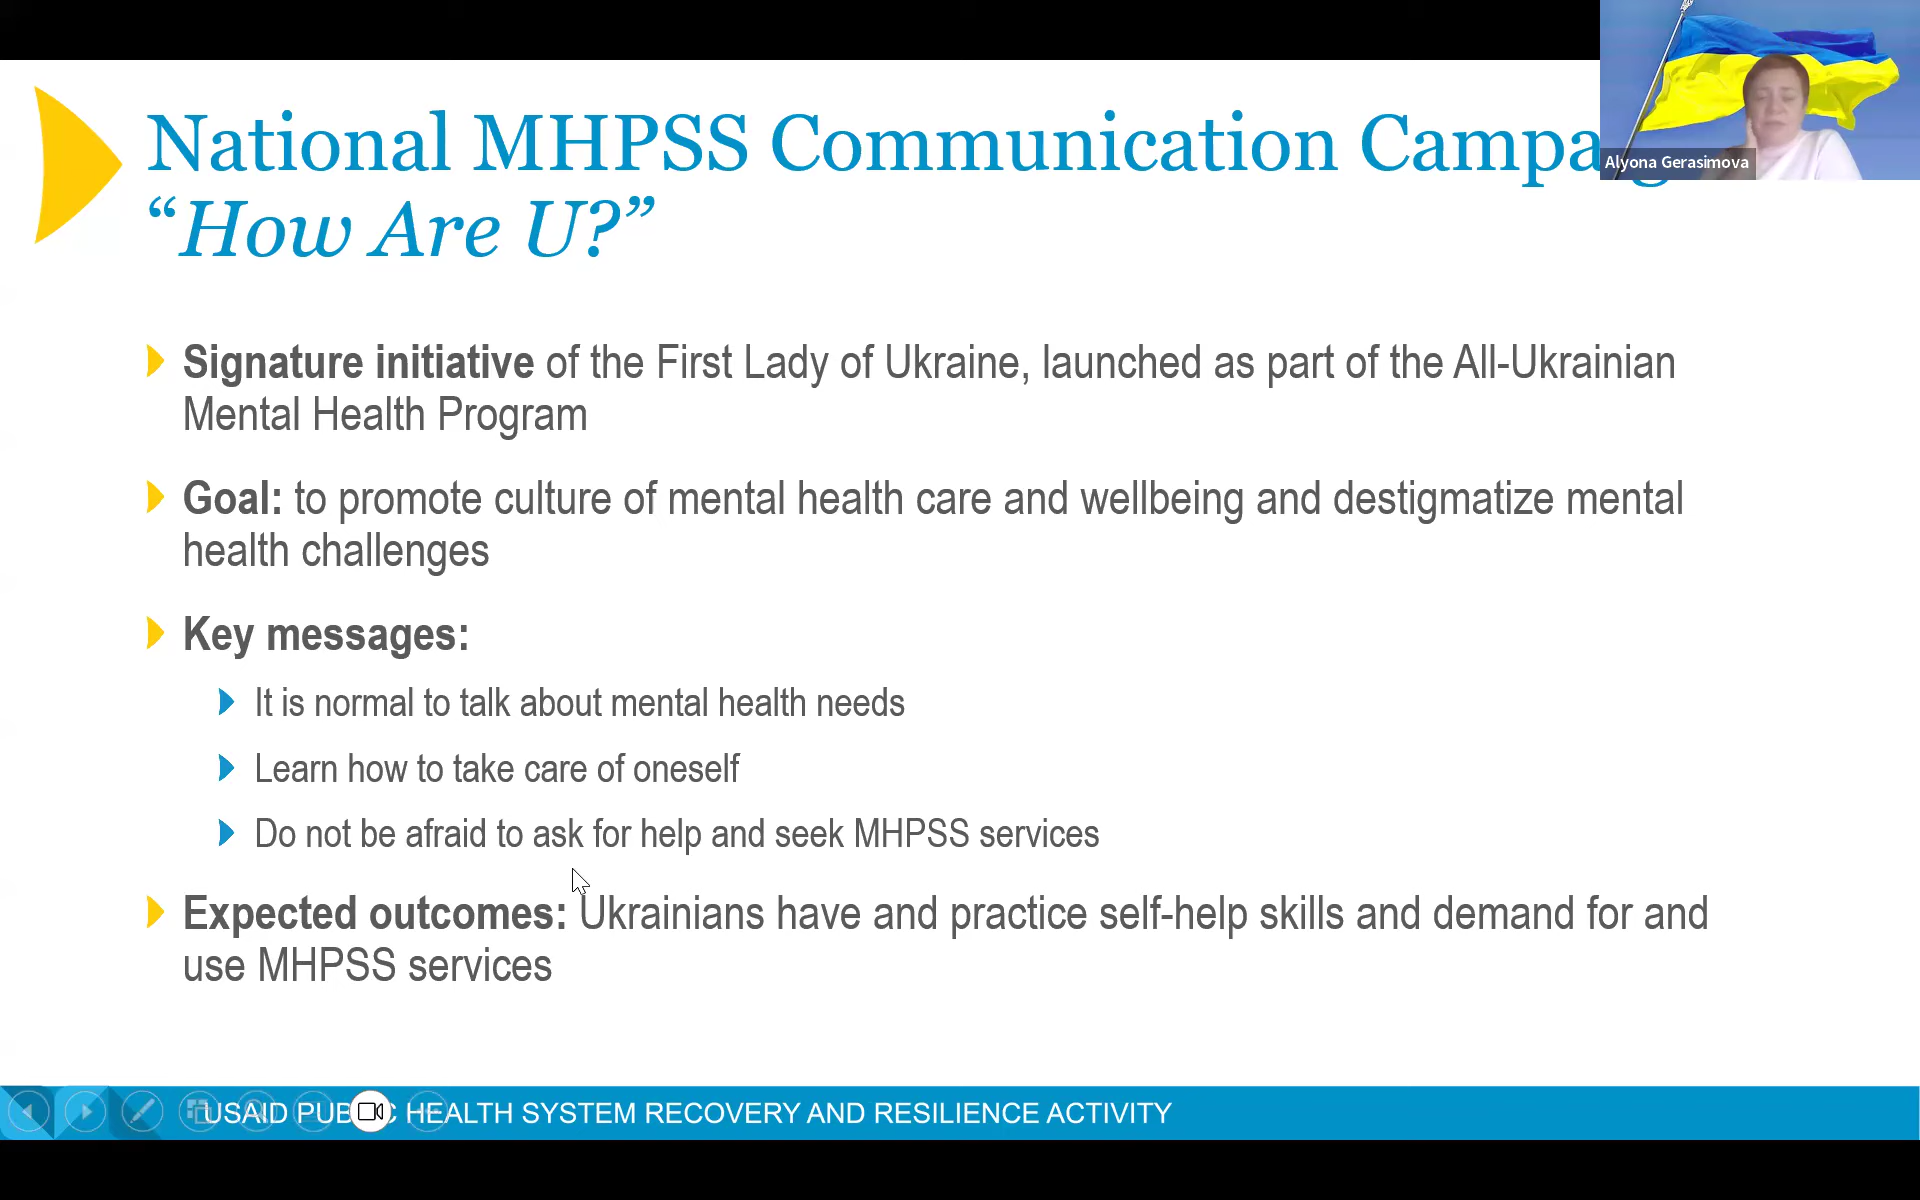 National MHPSS Communication Campa
“How Are U?”
Alyona Gerasimova
Signature initiative of the First Lady of Ukraine, launched as part of the All-Ukrainian
Mental Health Program
Goal: to promote culture of mental health care and wellbeing and destigmatize mental
health challenges
Key messages:
It is normal to talk about mental health needs
Learn how to take care of oneself
Do not be afraid to ask for help and seek MHPSS services
Expected outcomes: Ukrainians have and practice self-help skills and demand for and
use MHPSS services
USAID PUBLIC HEALTH SYSTEM RECOVERY AND RESILIENCE ACTIVITY